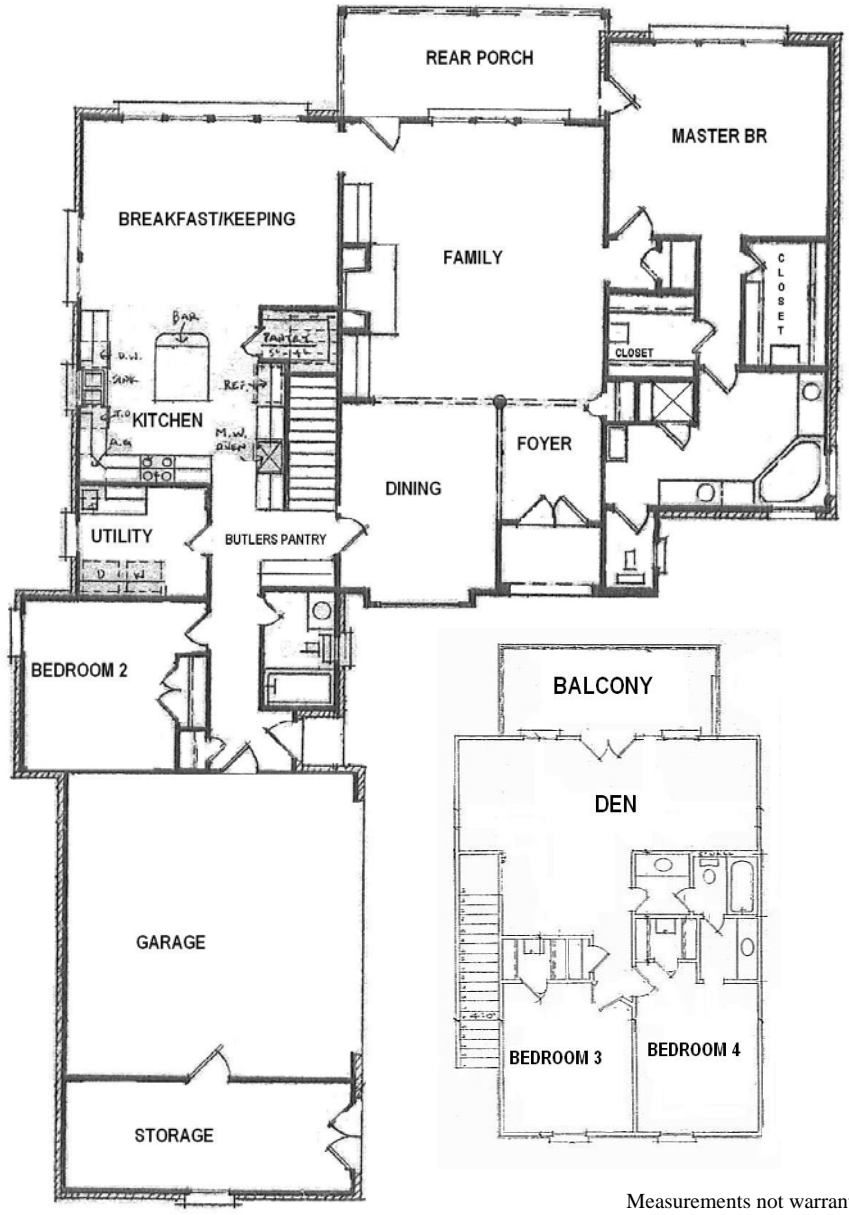 REAR PORCH
MASTER BR
BREAKFAST/KEEPING
FAMILY
CLOSET
BAR
PANTRY
D.W.
CLOSET
SINK
REF.
KITCHEN
M.W.
OVEN
FOYER
DINING
UTILITY
BUTLERS PANTRY
D W
BEDROOM 2
BALCONY
DEN
GARAGE
BEDROOM 3
BEDROOM 4
STORAGE
Measurements not warran